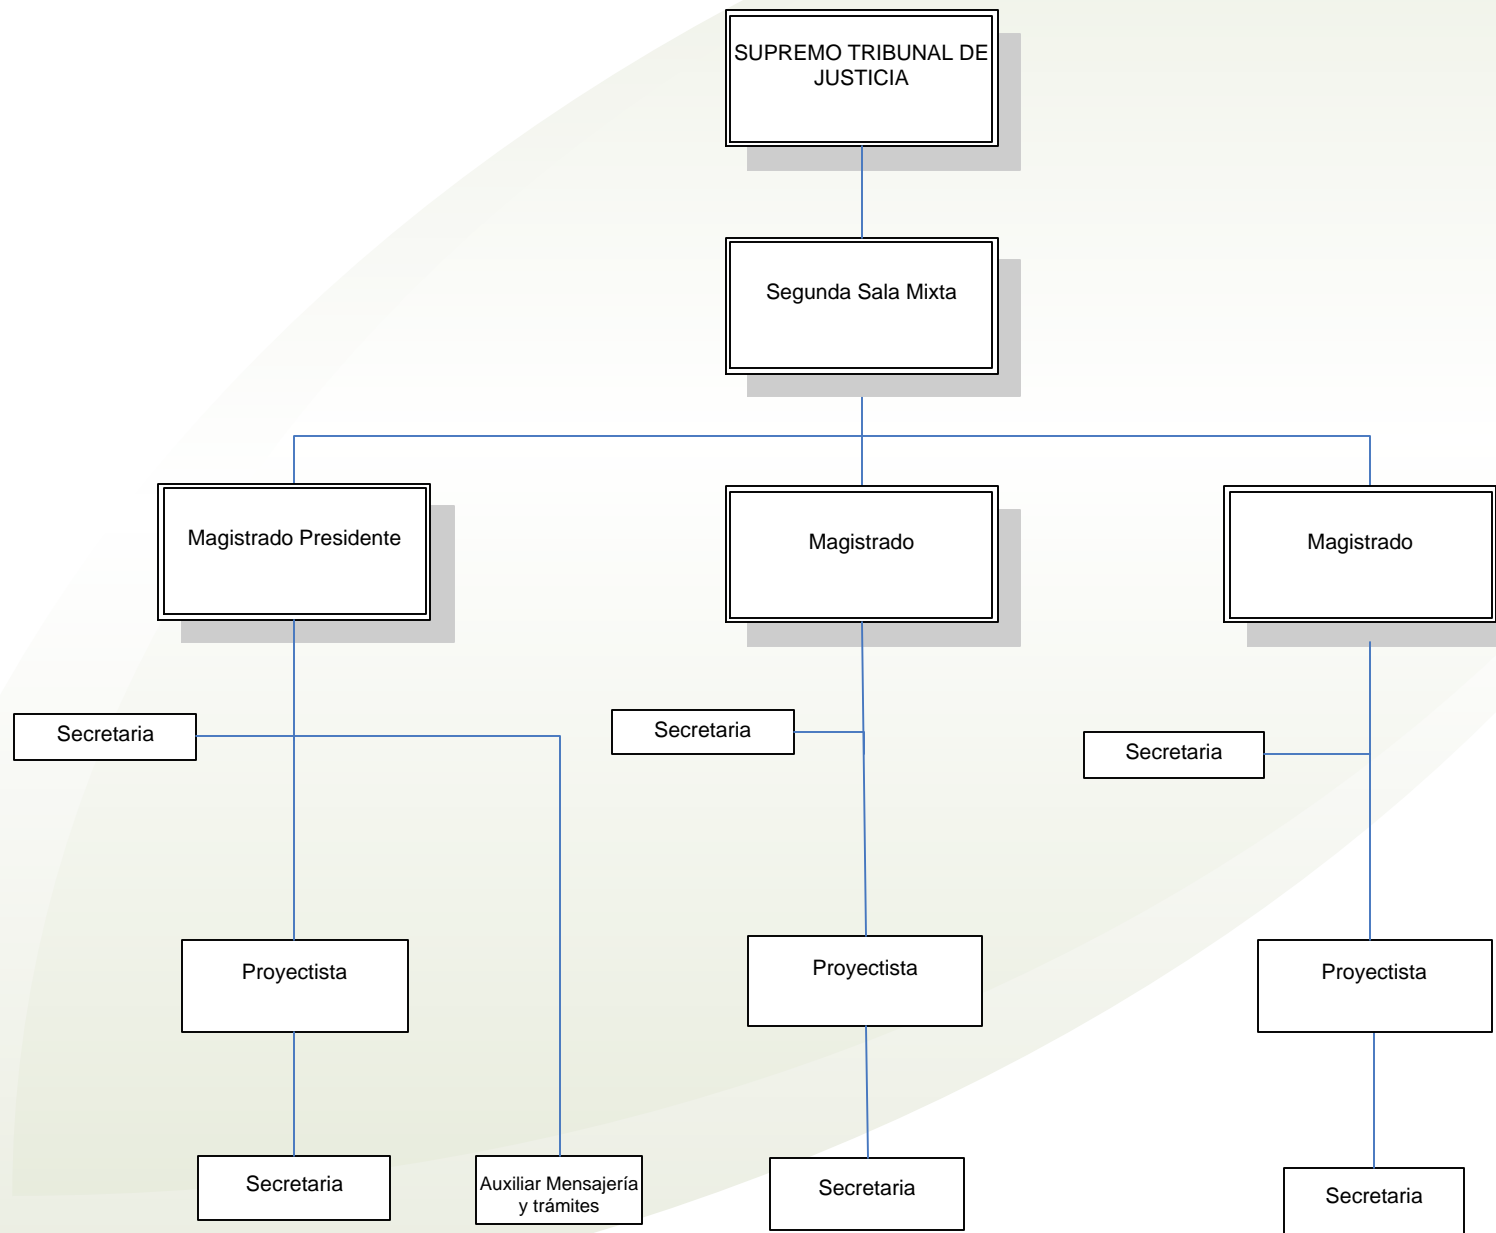 SUPREMO TRIBUNAL DE
JUSTICIA
Segunda Sala Mixta
Magistrado Presidente
Magistrado
Magistrado
Secretaria
Secretaria
Secretaria
Proyectista
Proyectista
Proyectista
Secretaria
Auxiliar Mensajería
y trámites
Secretaria
Secretaria